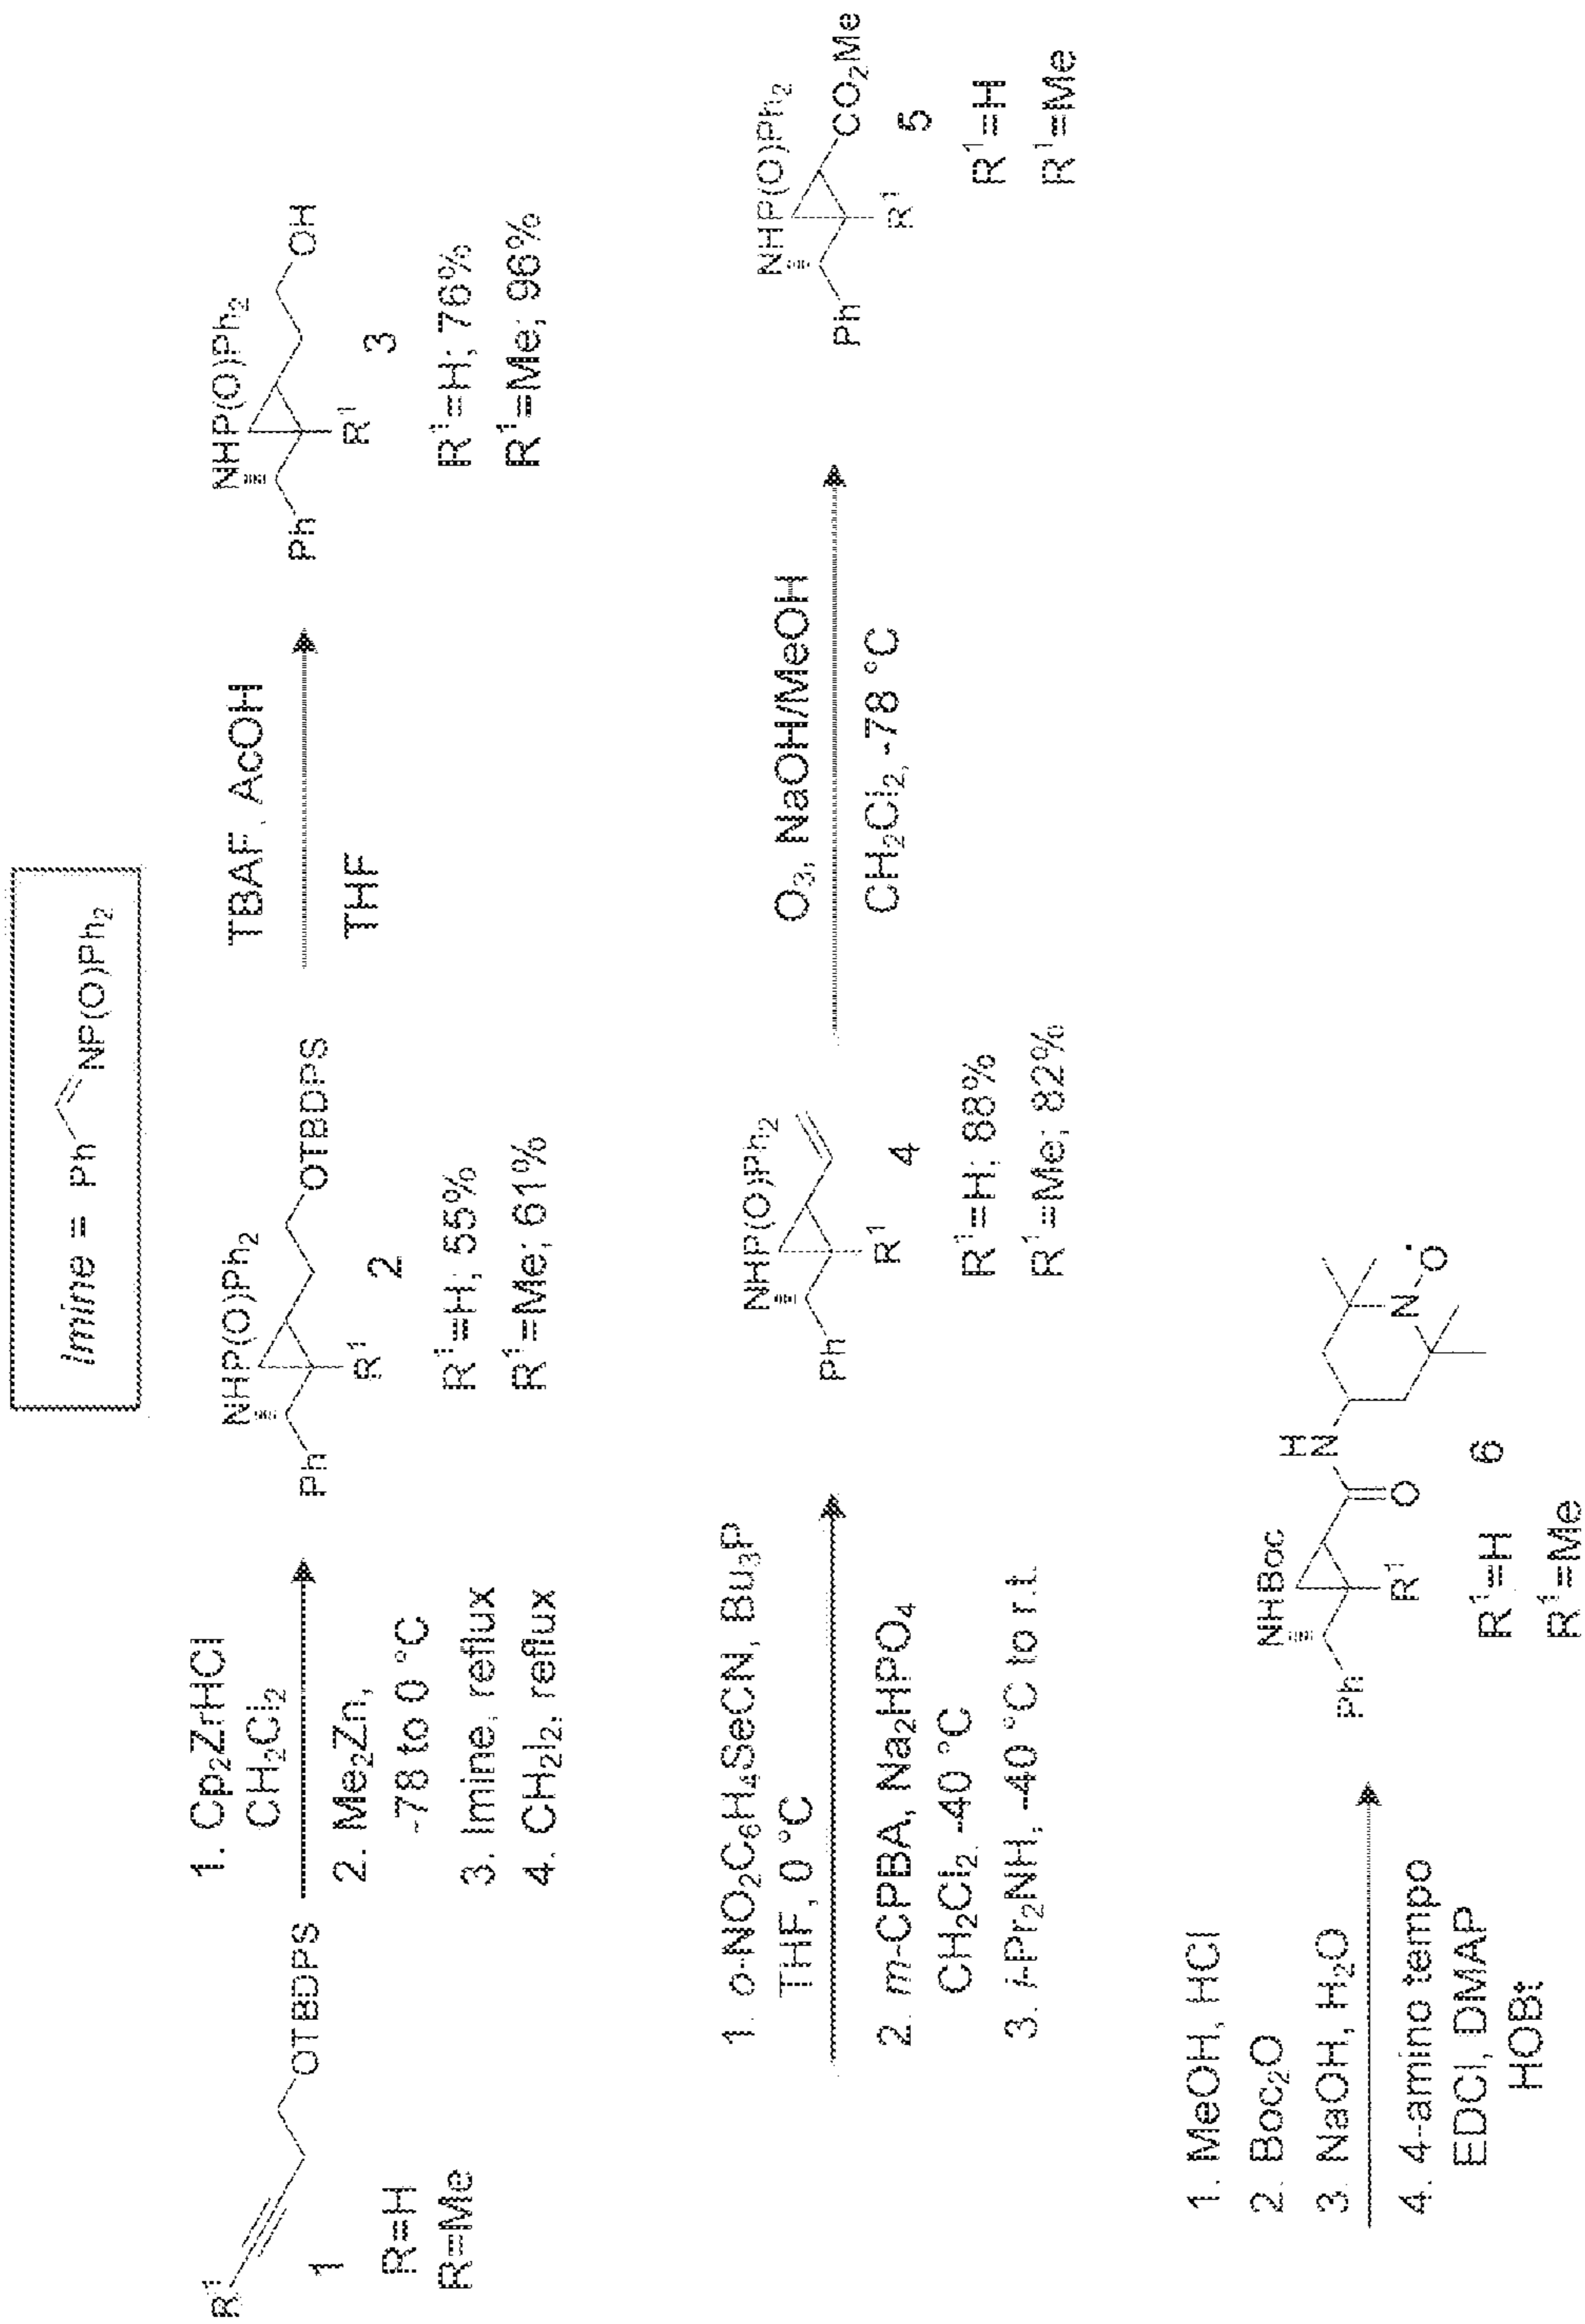 Imine = Ph NP(O)Ph2
R1 OTBDPS
1
R=H
R=Me
1. Cp2ZrHCl
CH2Cl2
2. Me2Zn,
-78 to 0 °C
3. Imine, reflux
4. CH2I2, reflux
NHP(O)Ph2
Ph OTBDPS
R1
2
R1=H; 55%
R1=Me; 61%
TBAF, AcOH
THF
NHP(O)Ph2
Ph OH
R1
3
R1=H; 76%
R1=Me; 96%
1. o-NO2C6H4SeCN, Bu3P
THF, 0 °C
2. m-CPBA, Na2HPO4
CH2Cl2, -40 °C
3. i-Pr2NH, -40 °C to r.t.
NHP(O)Ph2
Ph
R1
4
R1=H; 88%
R1=Me; 82%
O3, NaOH/MeOH
CH2Cl2, -78 °C
NHP(O)Ph2
Ph CO2Me
R1
5
R1=H
R1=Me
1. MeOH, HCl
2. Boc2O
3. NaOH, H2O
4. 4-amino tempo
EDCI, DMAP
HOBt
NHBoc
H
N
Ph
N
O
R1
O•
6
R1=H
R1=Me